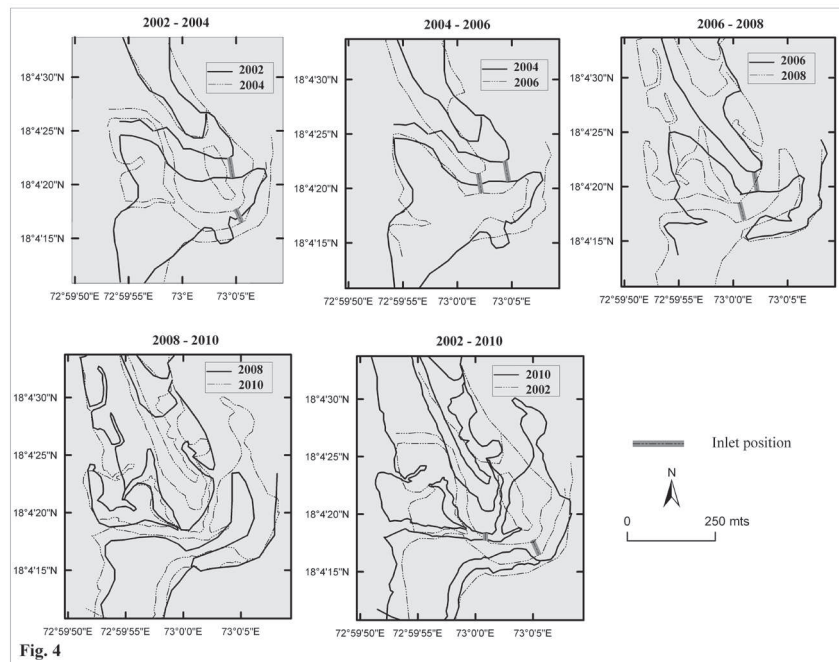 2002 - 2004
2004 - 2006
2006 - 2008
2002
2004
2004
2006
2006
2008
18°4'30"N
18°4'25"N
18°4'20"N
18°4'15"N
18°4'30"N
18°4'25"N
18°4'20"N
18°4'15"N
18°4'30"N
18°4'25"N
18°4'20"N
18°4'15"N
72°59'50"E 72°59'55"E 73°E 73°0'5"E
72°59'50"E 72°59'55"E 73°0'0"E 73°0'5"E
72°59'50"E 72°59'55"E 73°0'0"E 73°0'5"E
2008 - 2010
2002 - 2010
2008
2010
2010
2002
18°4'30"N
18°4'25"N
18°4'20"N
18°4'15"N
18°4'30"N
18°4'25"N
18°4'20"N
18°4'15"N
72°59'50"E 72°59'55"E 73°0'0"E 73°0'5"E
72°59'50"E 72°59'55"E 73°0'0"E 73°0'5"E
Inlet position
N
0 250 mts
Fig. 4